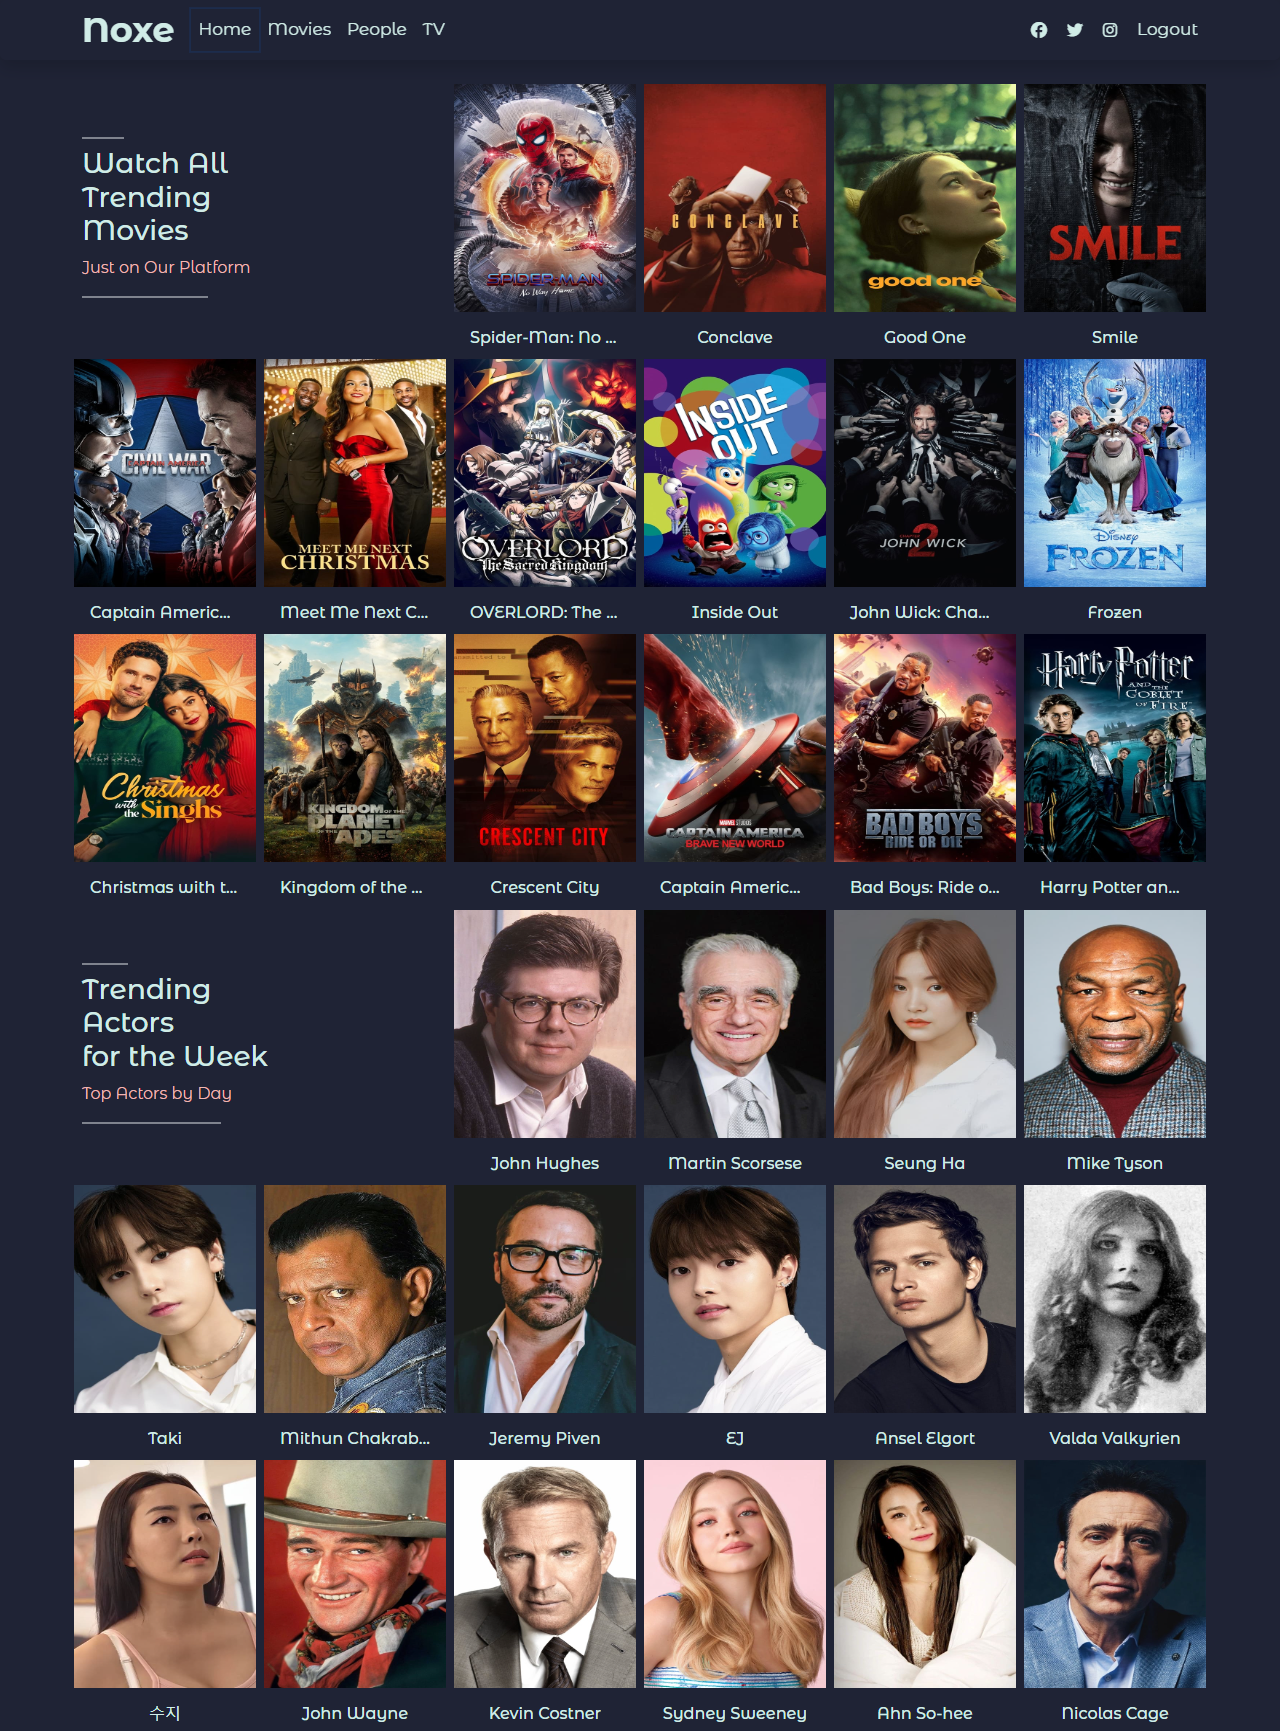 Noxe Home Movies People TV Logout
Watch All
Trending
Movies
Just on Our Platform
SPIDER-MAN
No Way Home
CONCLAVE
good one
SMILE
Spider-Man: No ...
Conclave
Good One
Smile
CAPTAIN AMERICA
CIVIL WAR
MEET ME NEXT
CHRISTMAS
OVERLORD
The Sacred Kingdom
INSIDE
OUT
2
JOHN WICK
Disney
FROZEN
Captain Americ...
Meet Me Next C...
OVERLORD: The ...
Inside Out
John Wick: Cha...
Frozen
Christmas
with
the Singhs
KINGDOM OF THE
PLANET
OF THE APES
CRESCENT CITY
MARVEL STUDIOS
CAPTAIN AMERICA
BRAVE NEW WORLD
BAD BOYS
RIDE OR DIE
Harry Potter
AND THE
GOBLET
OF FIRE
Christmas with t...
Kingdom of the ...
Crescent City
Captain Americ...
Bad Boys: Ride o...
Harry Potter an...
Trending
Actors
for the Week
Top Actors by Day
John Hughes
Martin Scorsese
Seung Ha
Mike Tyson
Taki
Mithun Chakrab...
Jeremy Piven
EJ
Ansel Elgort
Valda Valkyrien
수지
John Wayne
Kevin Costner
Sydney Sweeney
Ahn So-hee
Nicolas Cage